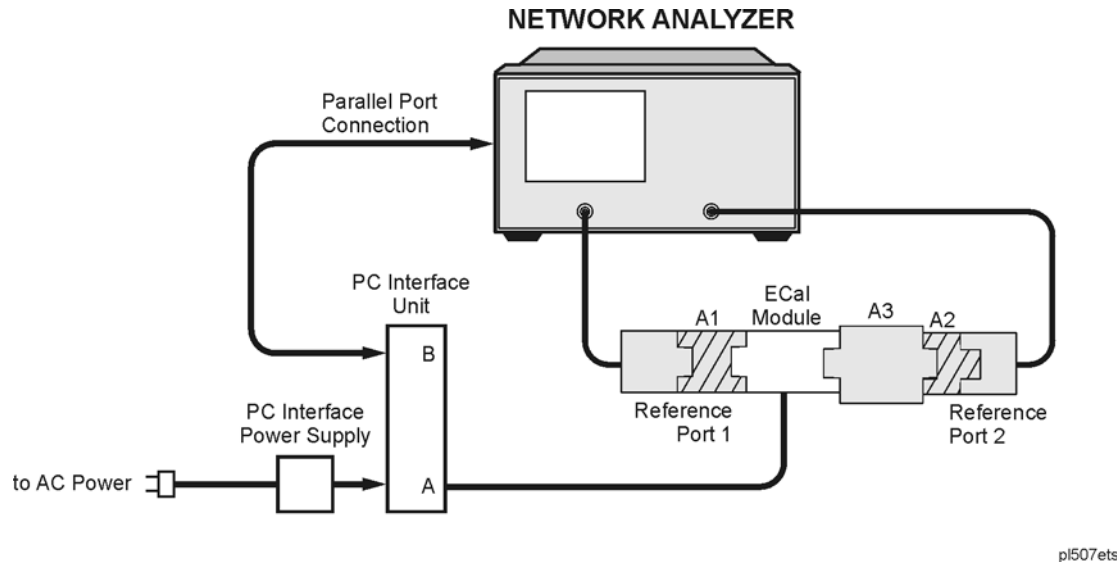 NETWORK ANALYZER
Parallel Port
Connection
PC Interface
Unit
B
A1
ECal
Module
A3
A2
PC Interface
Power Supply
Reference
Port 1
Reference
Port 2
to AC Power
A
pl507ets